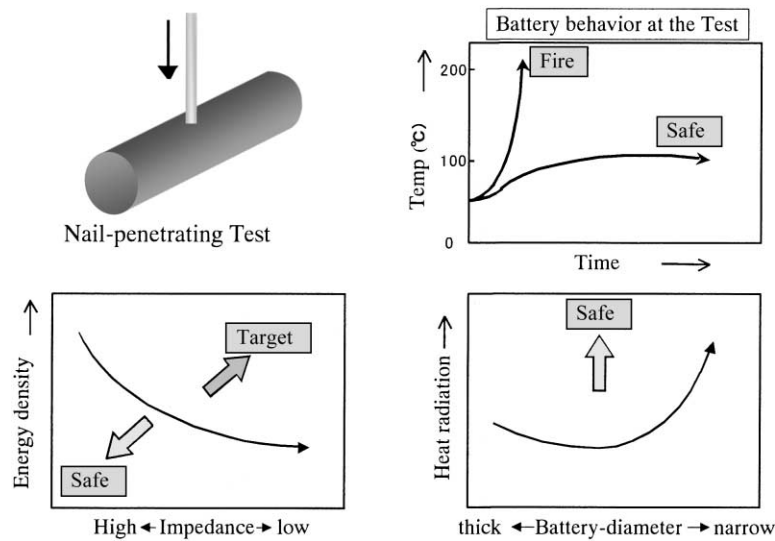 Nail-penetrating Test
Battery behavior at the Test
Temp (℃)
200
100
0
Fire
Safe
Time
Energy density
Target
Safe
High Impedance low
Heat radiation
Safe
thick Battery-diameter narrow